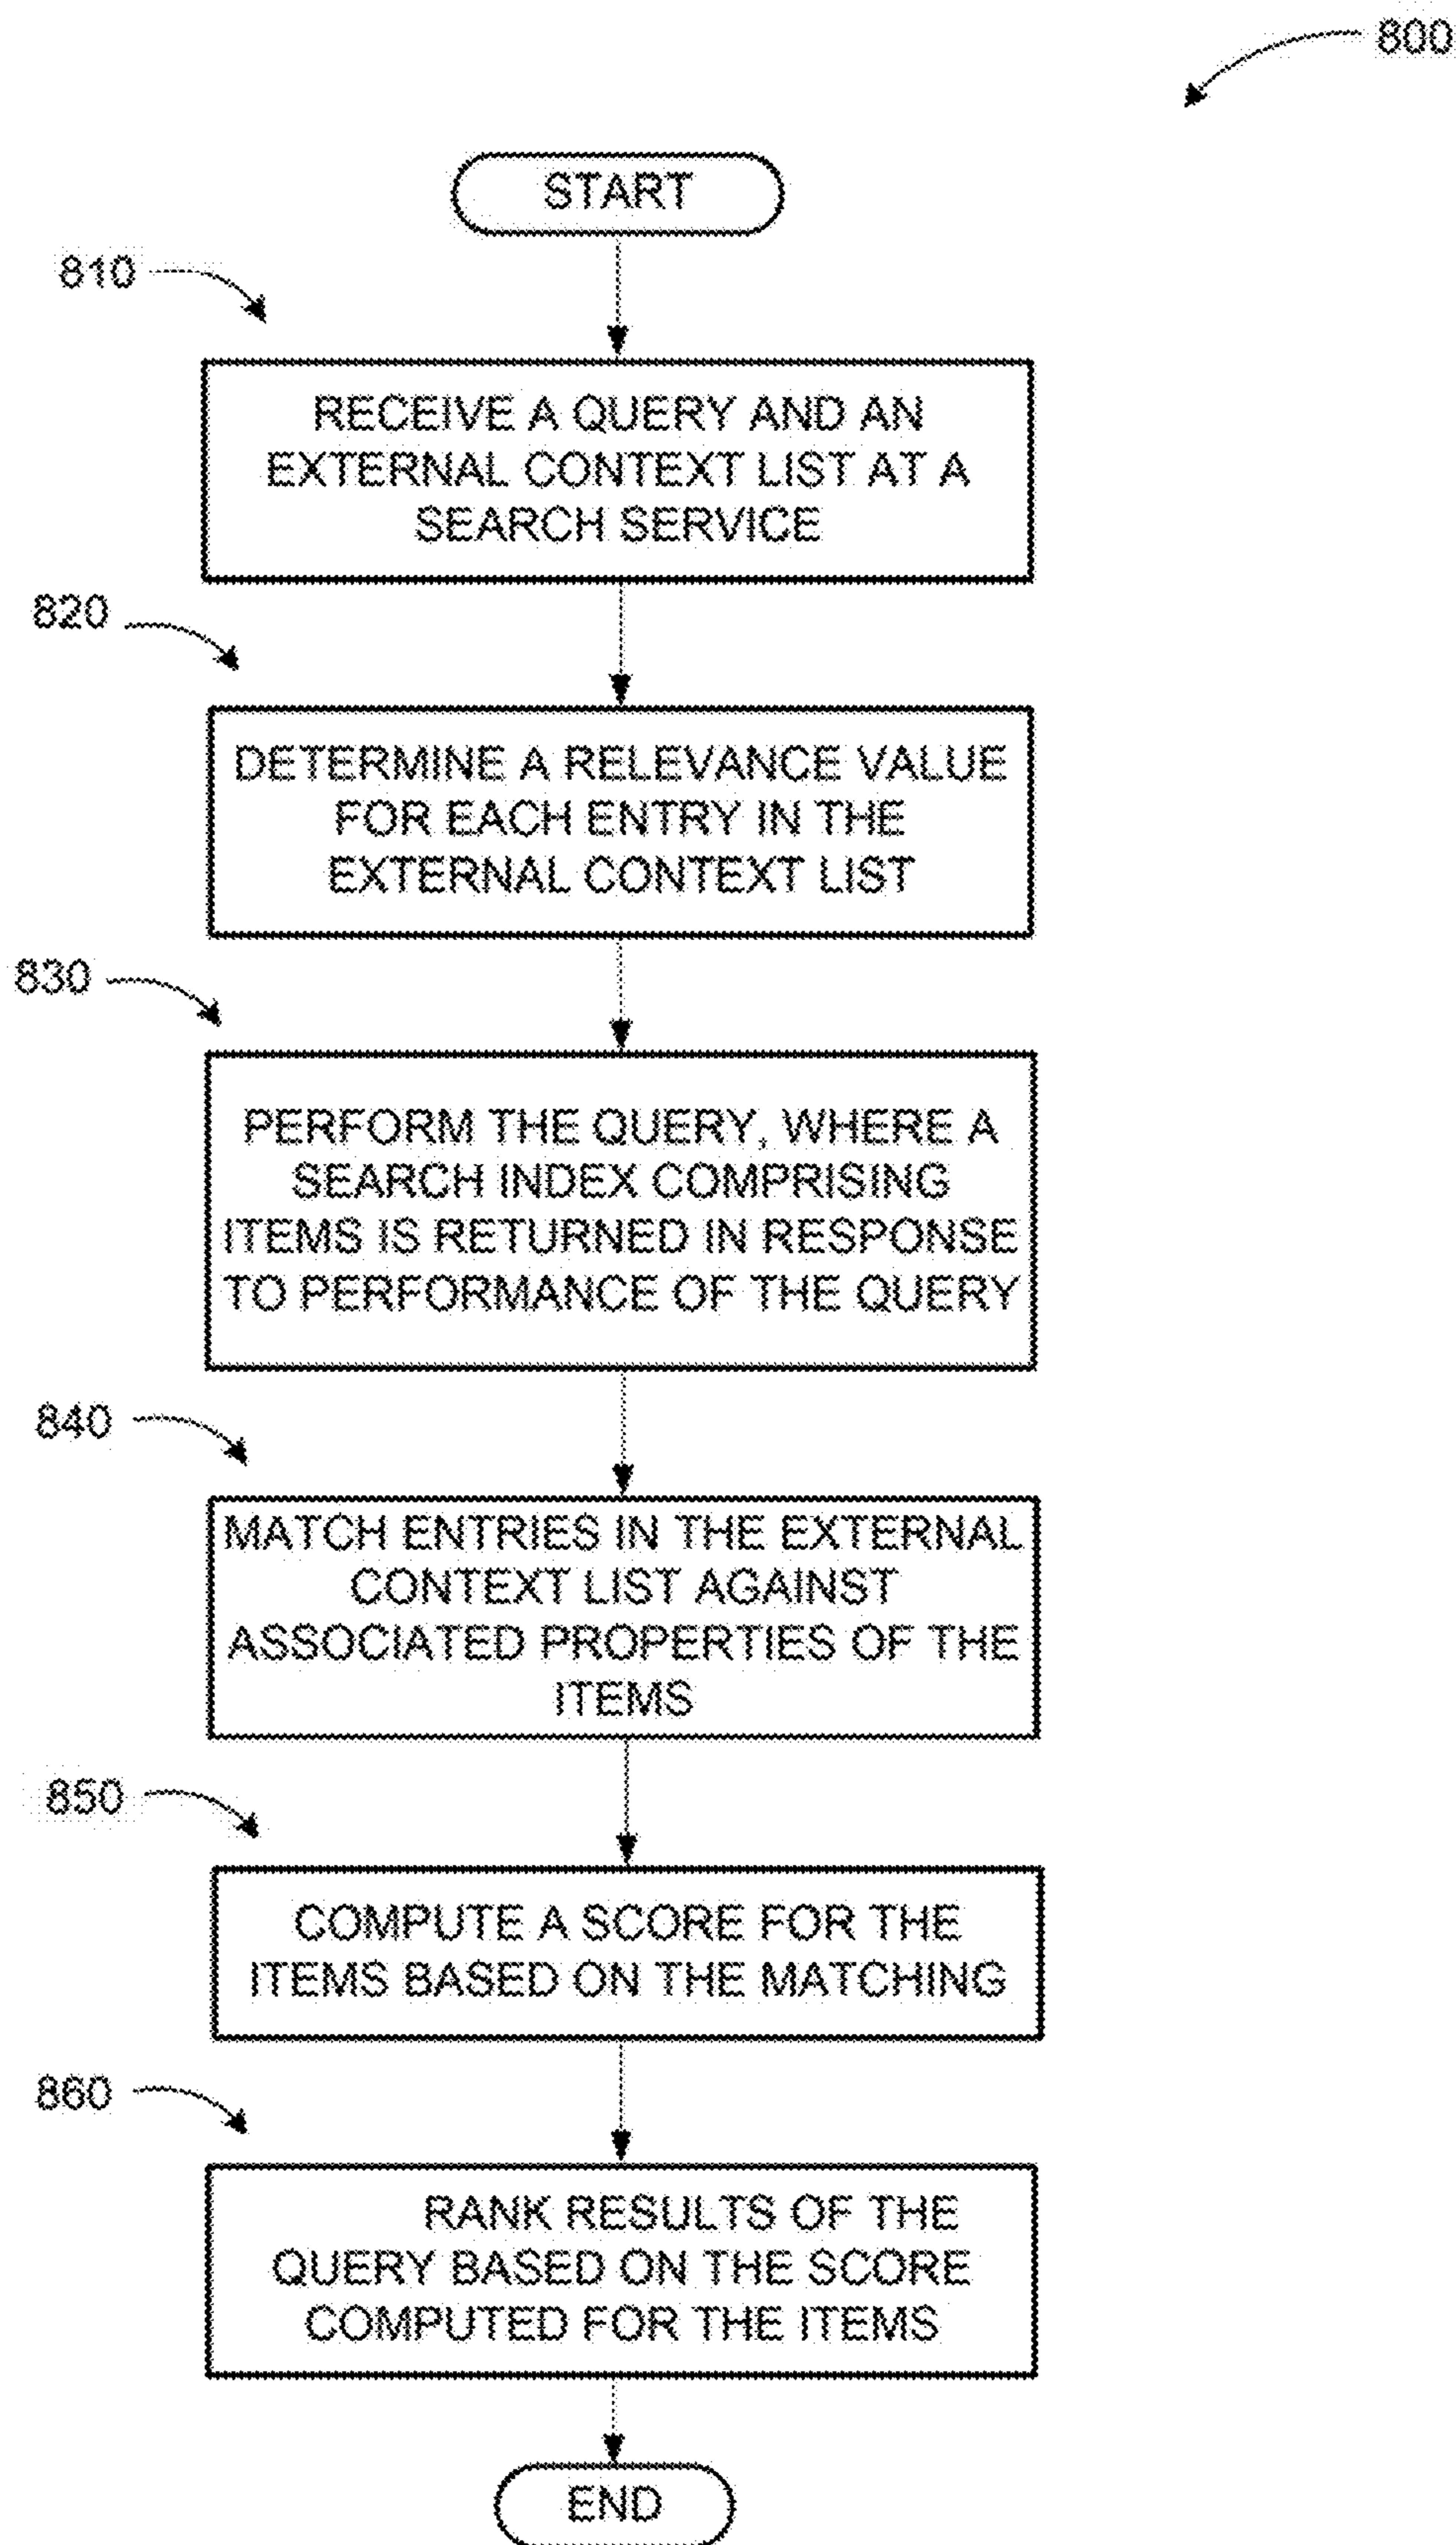 800
START
810
RECEIVE A QUERY AND AN
EXTERNAL CONTEXT LIST AT A
SEARCH SERVICE
820
DETERMINE A RELEVANCE VALUE
FOR EACH ENTRY IN THE
EXTERNAL CONTEXT LIST
830
PERFORM THE QUERY, WHERE A
SEARCH INDEX COMPRISING
ITEMS IS RETURNED IN RESPONSE
TO PERFORMANCE OF THE QUERY
840
MATCH ENTRIES IN THE EXTERNAL
CONTEXT LIST AGAINST
ASSOCIATED PROPERTIES OF THE
ITEMS
850
COMPUTE A SCORE FOR THE
ITEMS BASED ON THE MATCHING
860
RANK RESULTS OF THE
QUERY BASED ON THE SCORE
COMPUTED FOR THE ITEMS
END